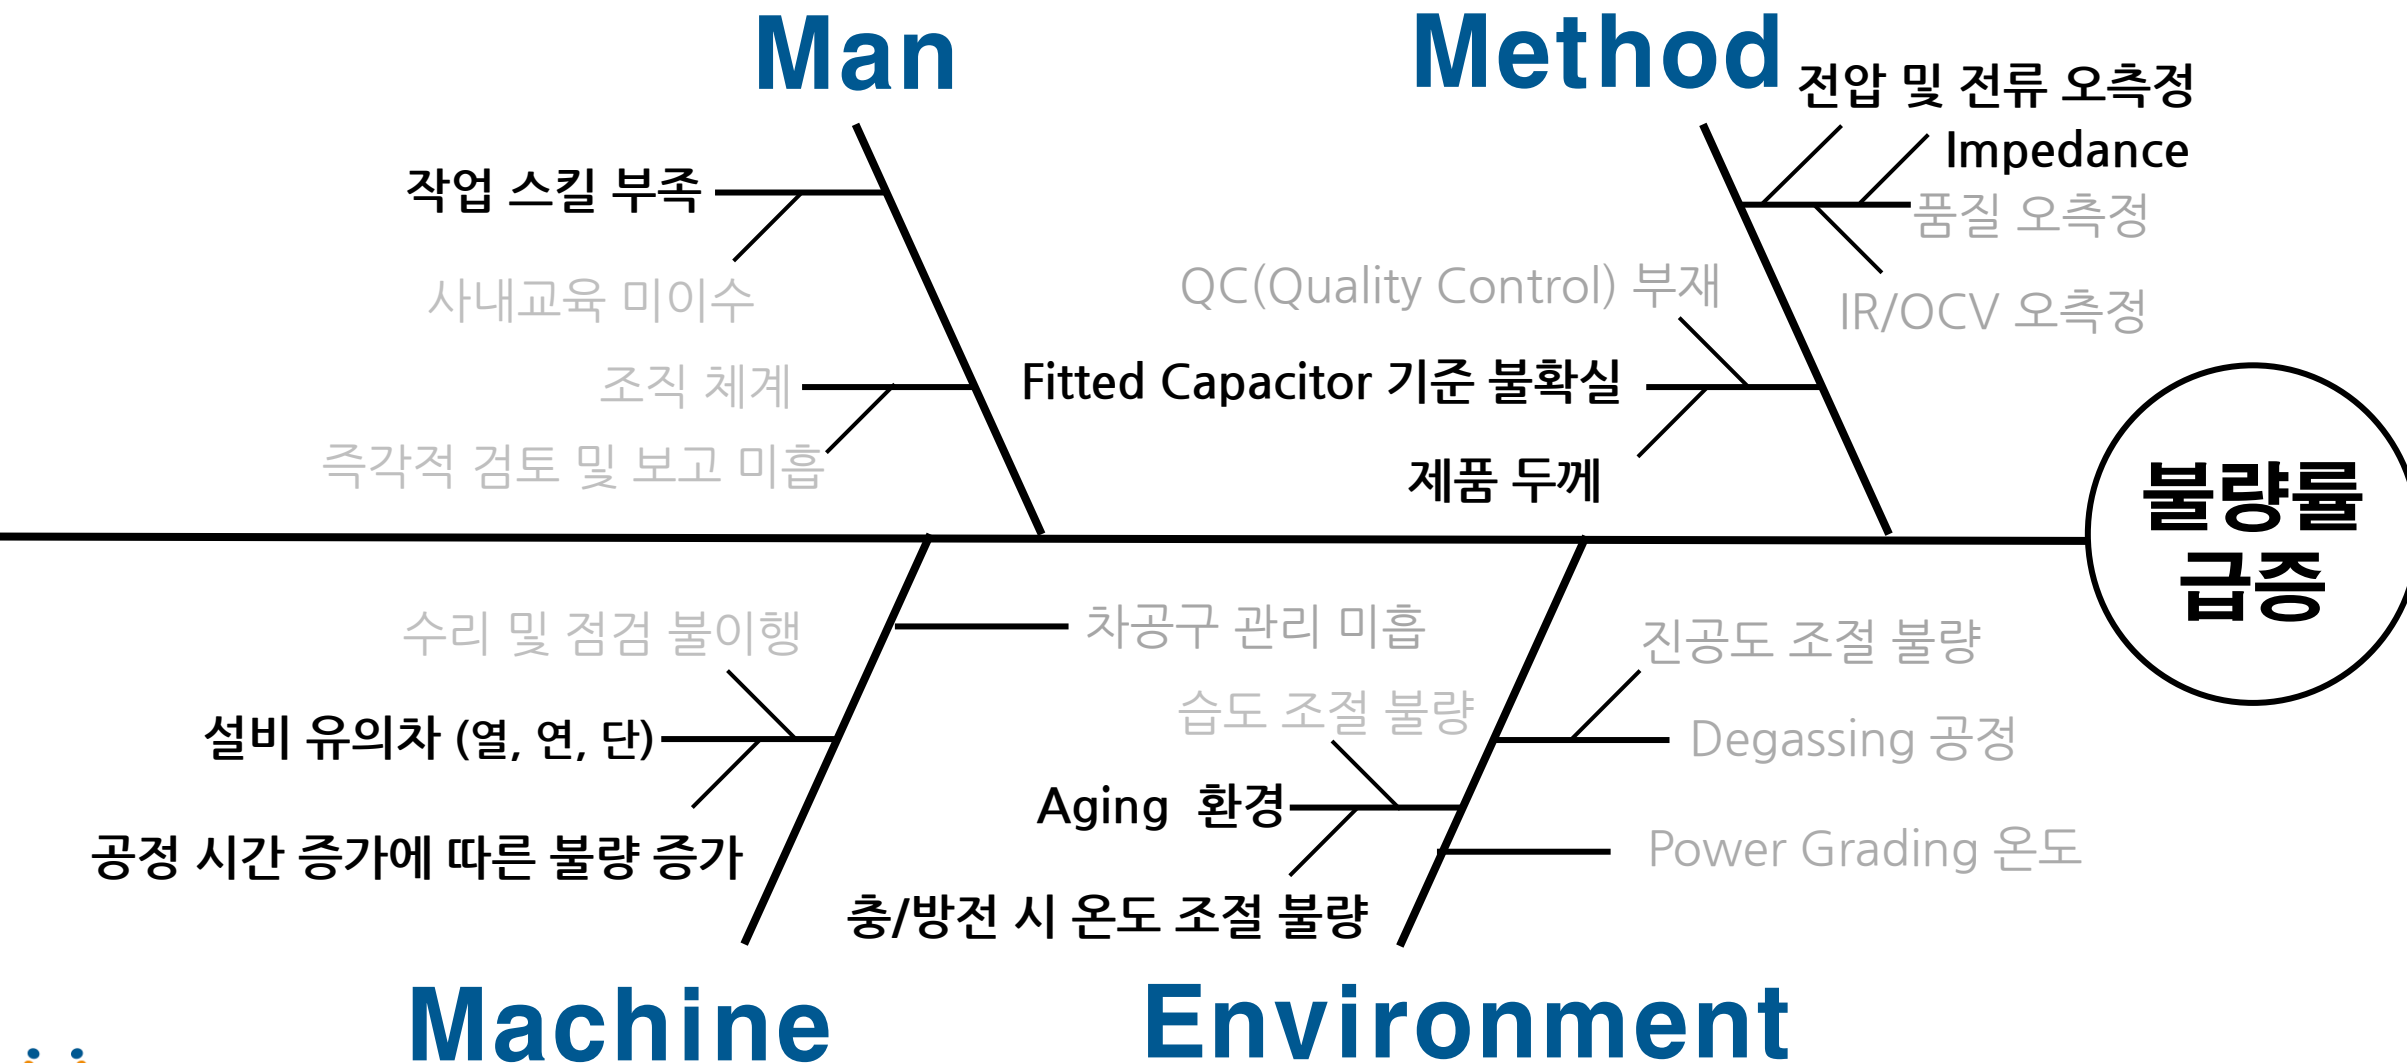 Man
Method
전압 및 전류 오측정
Impedance
작업 스킬 부족
품질 오측정
사내교육 미이수
QC(Quality Control) 부재
IR/OCV 오측정
조직 체계
Fitted Capacitor 기준 불확실
즉각적 검토 및 보고 미흡
제품 두께
불량률
급증
수리 및 점검 불이행
차공구 관리 미흡
진공도 조절 불량
습도 조절 불량
설비 유의차 (열, 연, 단)
Degassing 공정
Aging 환경
공정 시간 증가에 따른 불량 증가
Power Grading 온도
충/방전 시 온도 조절 불량
Machine
Environment